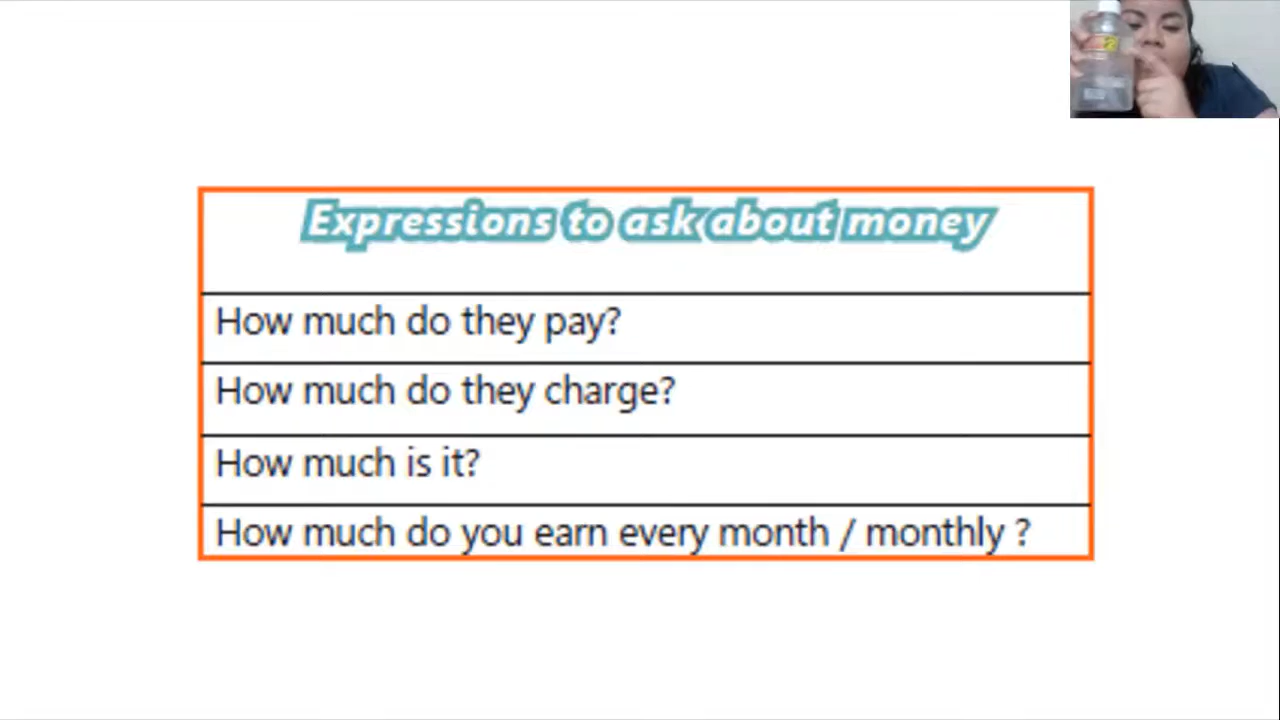 Expressions to ask about money
How much do they pay?
How much do they charge?
How much is it?
How much do you earn every month / monthly ?